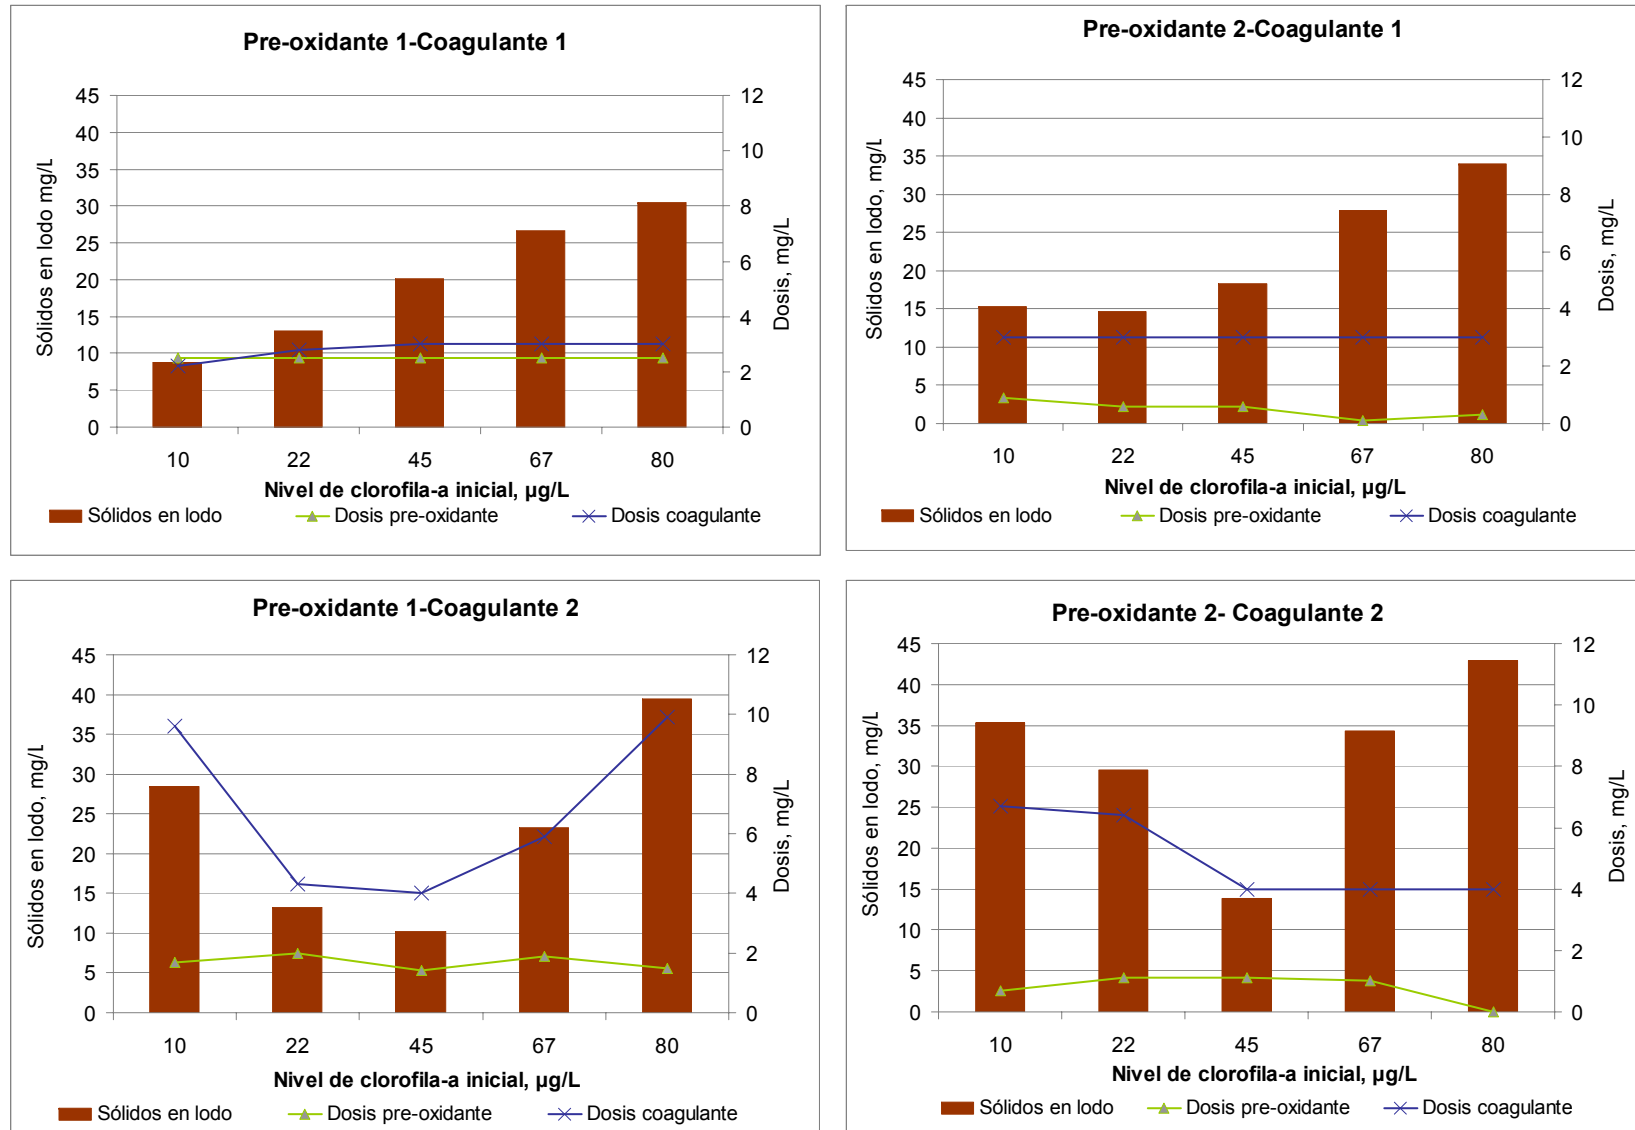 Pre-oxidante 1-Coagulante 1
45
40
35
30
25
20
15
10
5
0
12
10
8
6
4
2
0
Sólidos en lodo mg/L
Dosis, mg/L
10 22 45 67 80
Nivel de clorofila-a inicial, µg/L
Sólidos en lodo Dosis pre-oxidante Dosis coagulante
Pre-oxidante 2-Coagulante 1
45
40
35
30
25
20
15
10
5
0
12
10
8
6
4
2
0
Sólidos en lodo, mg/L
Dosis, mg/L
10 22 45 67 80
Nivel de clorofila-a inicial, µg/L
Sólidos en lodo Dosis pre-oxidante Dosis coagulante
Pre-oxidante 1-Coagulante 2
45
40
35
30
25
20
15
10
5
0
12
10
8
6
4
2
0
Sólidos en lodo, mg/L
Dosis, mg/L
10 22 45 67 80
Nivel de clorofila-a inicial, µg/L
Sólidos en lodo Dosis pre-oxidante Dosis coagulante
Pre-oxidante 2- Coagulante 2
45
40
35
30
25
20
15
10
5
0
12
10
8
6
4
2
0
Sólidos en lodo, mg/L
Dosis, mg/L
10 22 45 67 80
Nivel de clorofila-a inicial, µg/L
Sólidos en lodo Dosis pre-oxidante Dosis coagulante